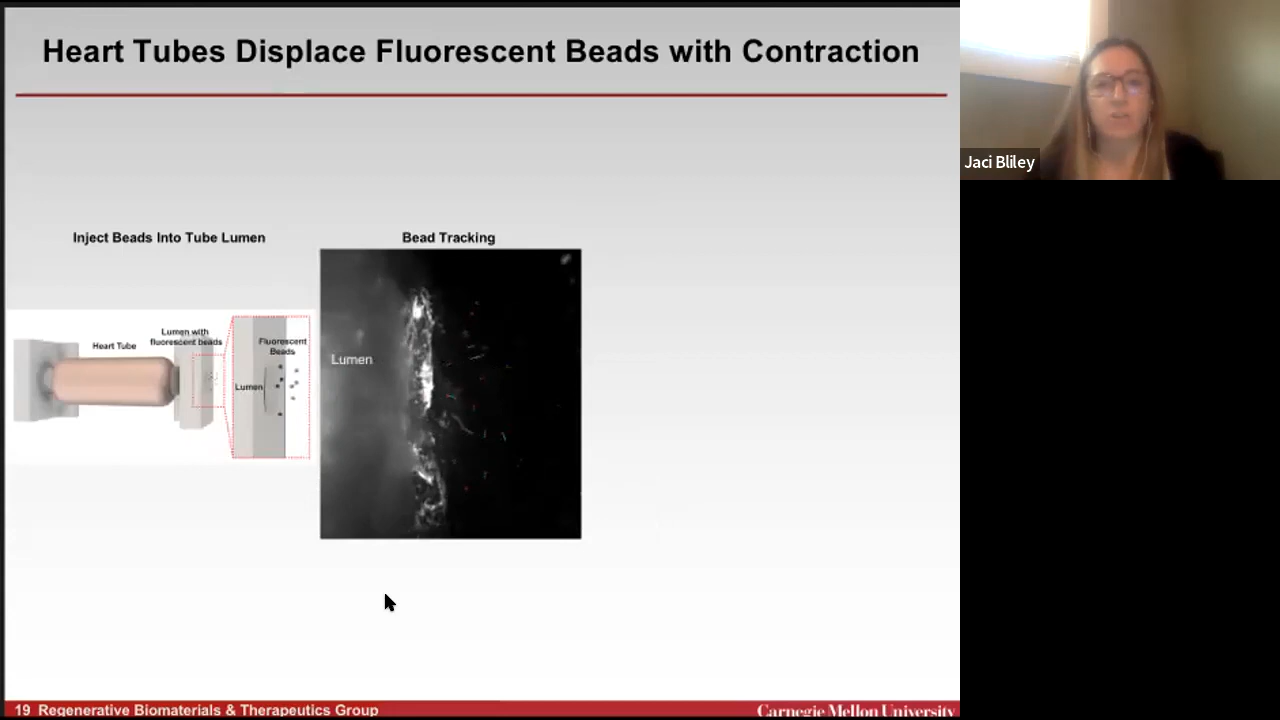 Heart Tubes Displace Fluorescent Beads with Contraction
Jaci Bliley
Inject Beads Into Tube Lumen
Bead Tracking
Heart Tube
Lumen with
fluorescent beads
Fluorescent
Beads
Lumen
Lumen
19 Regenerative Biomaterials & Therapeutics Group
Carnegie Mellon University